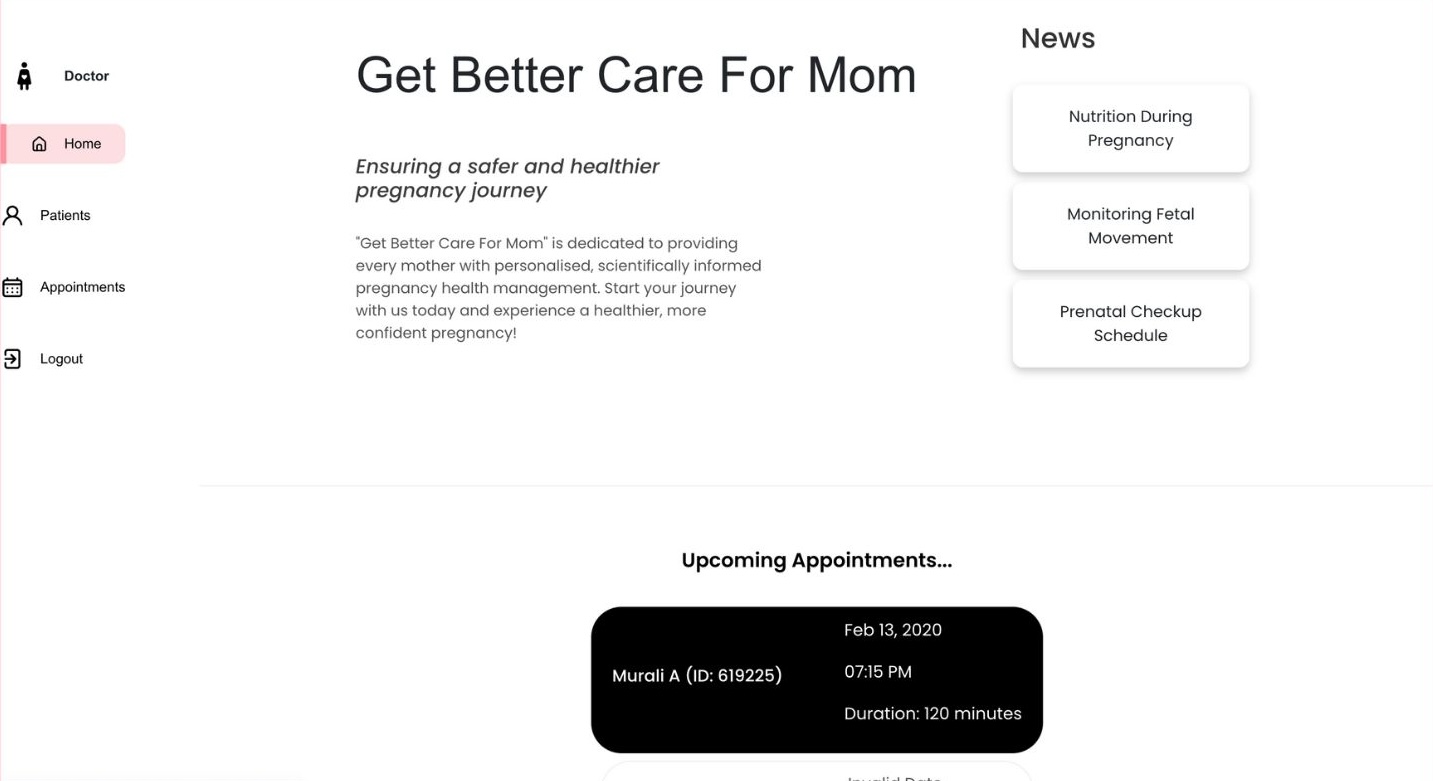 Doctor
Home
Patients
Appointments
Logout
Get Better Care For Mom
Ensuring a safer and healthier
pregnancy journey
"Get Better Care For Mom" is dedicated to providing
every mother with personalised, scientifically informed
pregnancy health management. Start your journey
with us today and experience a healthier, more
confident pregnancy!
News
Nutrition During
Pregnancy
Monitoring Fetal
Movement
Prenatal Checkup
Schedule
Upcoming Appointments...
Murali A (ID: 619225)
Feb 13, 2020
07:15 PM
Duration: 120 minutes
Invalid Date